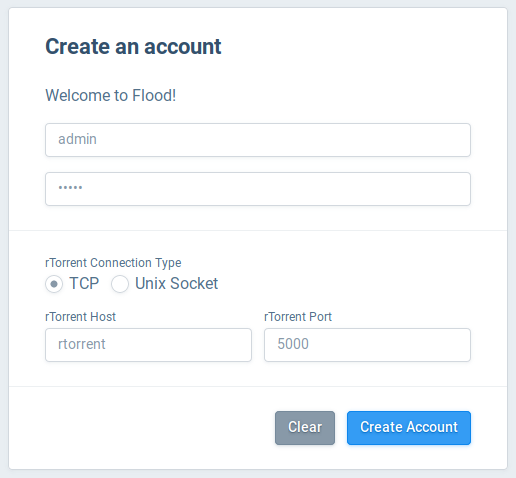 Create an account
Welcome to Flood!
admin
•••••
rTorrent Connection Type
TCP Unix Socket
rTorrent Host rTorrent Port
rtorrent 5000
Clear Create Account